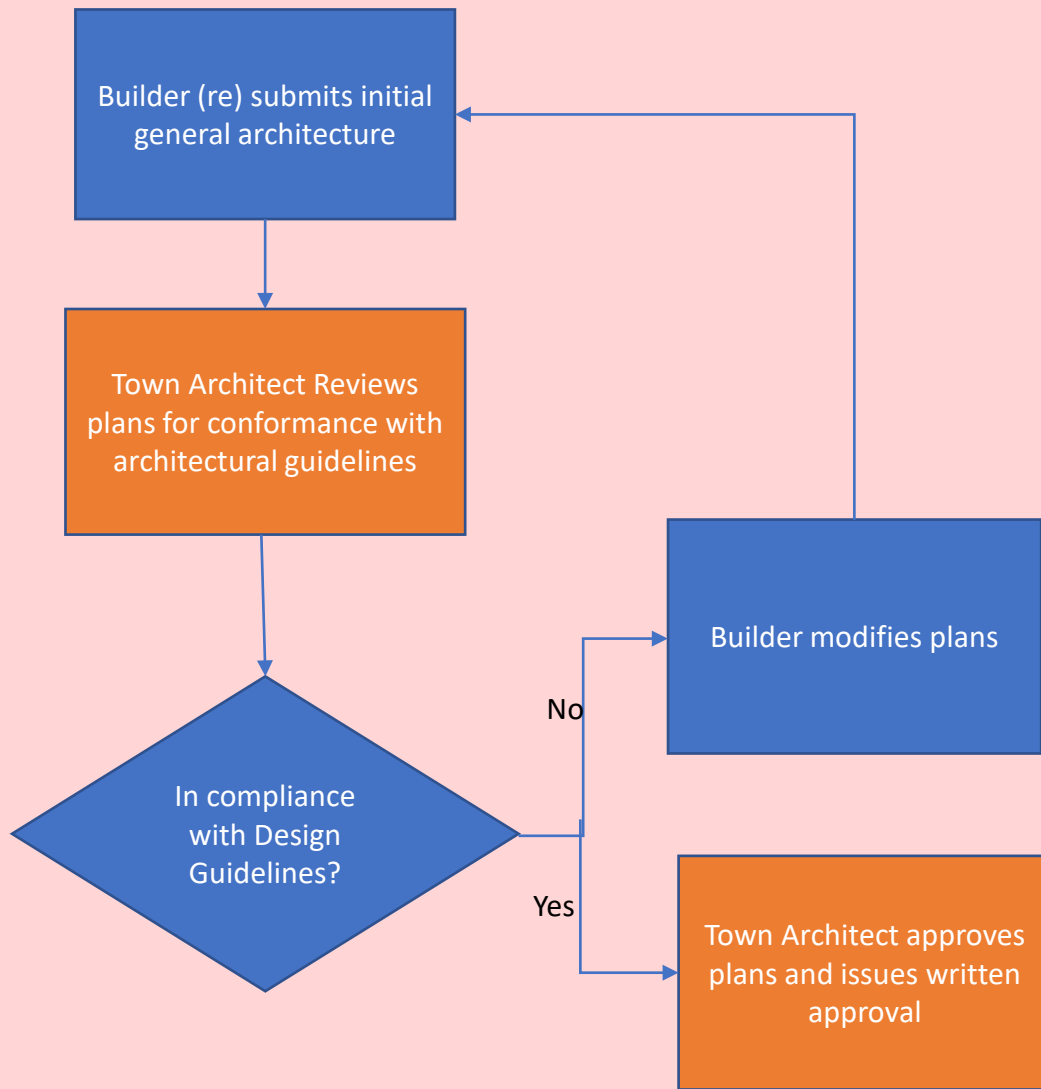 Builder (re) submits initial
general architecture
Town Architect Reviews
plans for conformance with
architectural guidelines
In compliance
with Design
Guidelines?
No
Builder modifies plans
Yes
Town Architect approves
plans and issues written
approval